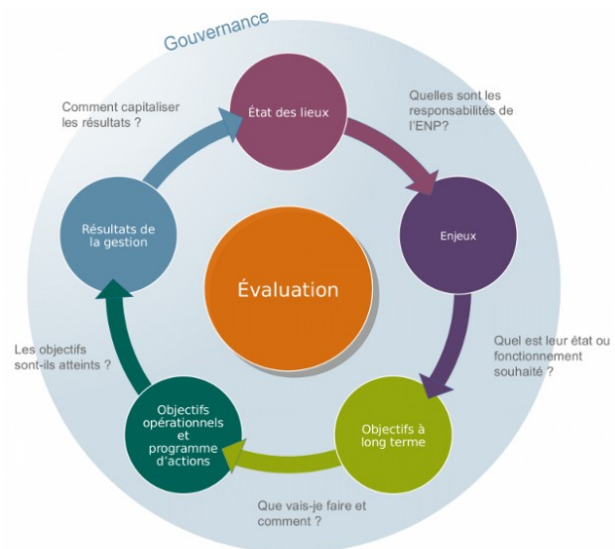 Gouvernance
Comment capitaliser
les résultats ?
État des lieux
Quelles sont les
responsabilités de
l'ENP?
Résultats de
la gestion
Enjeux
Évaluation
Les objectifs
sont-ils atteints ?
Quel est leur état ou
fonctionnement
souhaité ?
Objectifs
opérationnels
et
programme
d'actions
Objectifs à
long terme
Que vais-je faire et
comment ?